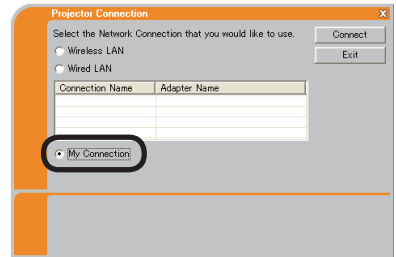 Projector Connection
X
Select the Network Connection that you would like to use.
Connect
Wireless LAN
Exit
Wired LAN
Connection Name Adapter Name
My Connection